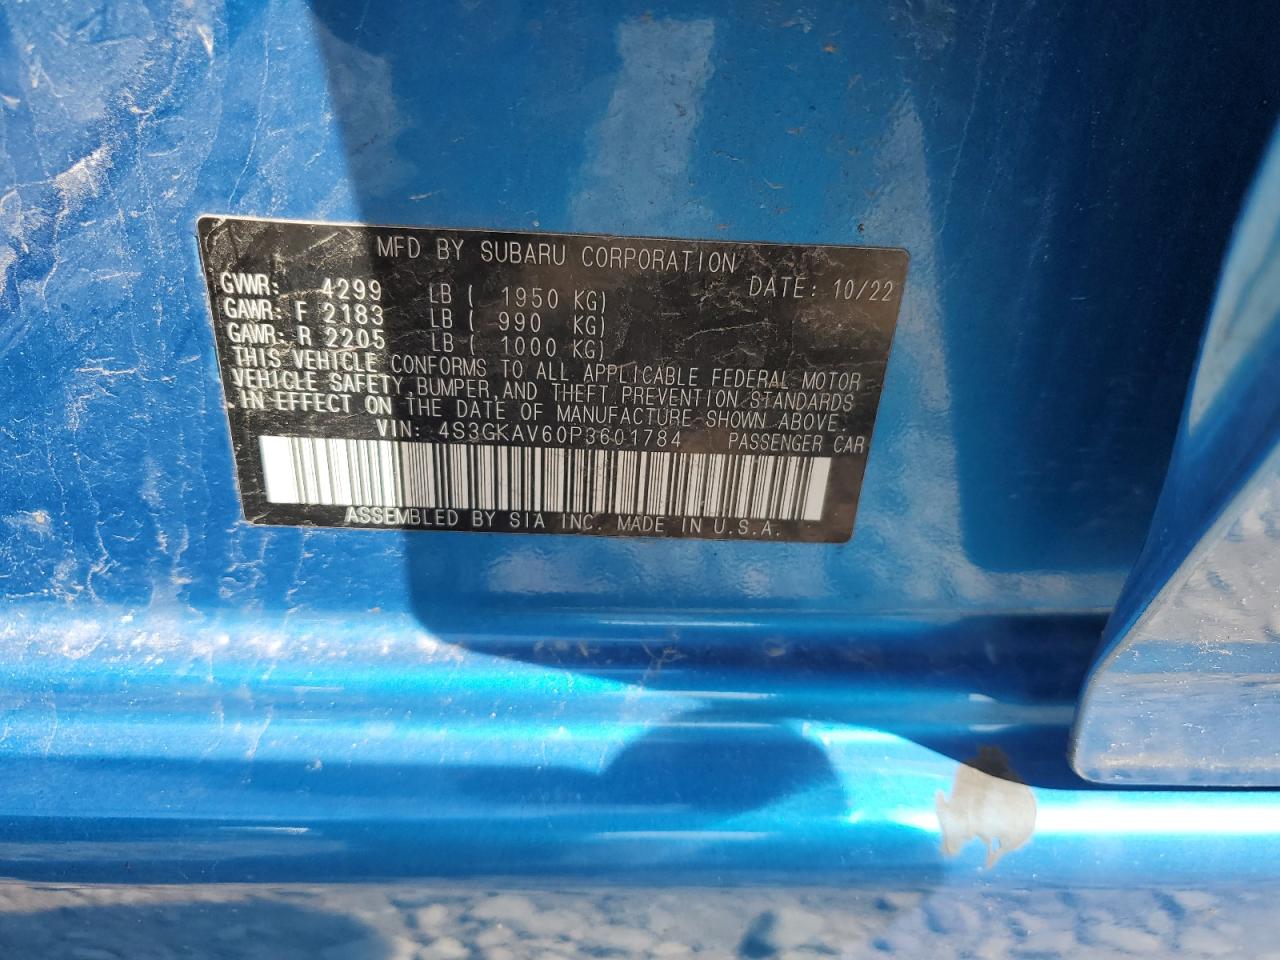 MFD BY SUBARU CORPORATION
GVWR: 4299 LB ( 1950 KG) DATE: 10/22
GAWR: F 2183 LB ( 990 KG)
GAWR: R 2205 LB ( 1000 KG)
THIS VEHICLE CONFORMS TO ALL APPLICABLE FEDERAL MOTOR
VEHICLE SAFETY, BUMPER, AND THEFT PREVENTION STANDARDS
IN EFFECT ON THE DATE OF MANUFACTURE SHOWN ABOVE.
VIN: 4S3GKAV60P3601784 PASSENGER CAR
ASSEMBLED BY SIA INC. MADE IN U.S.A.